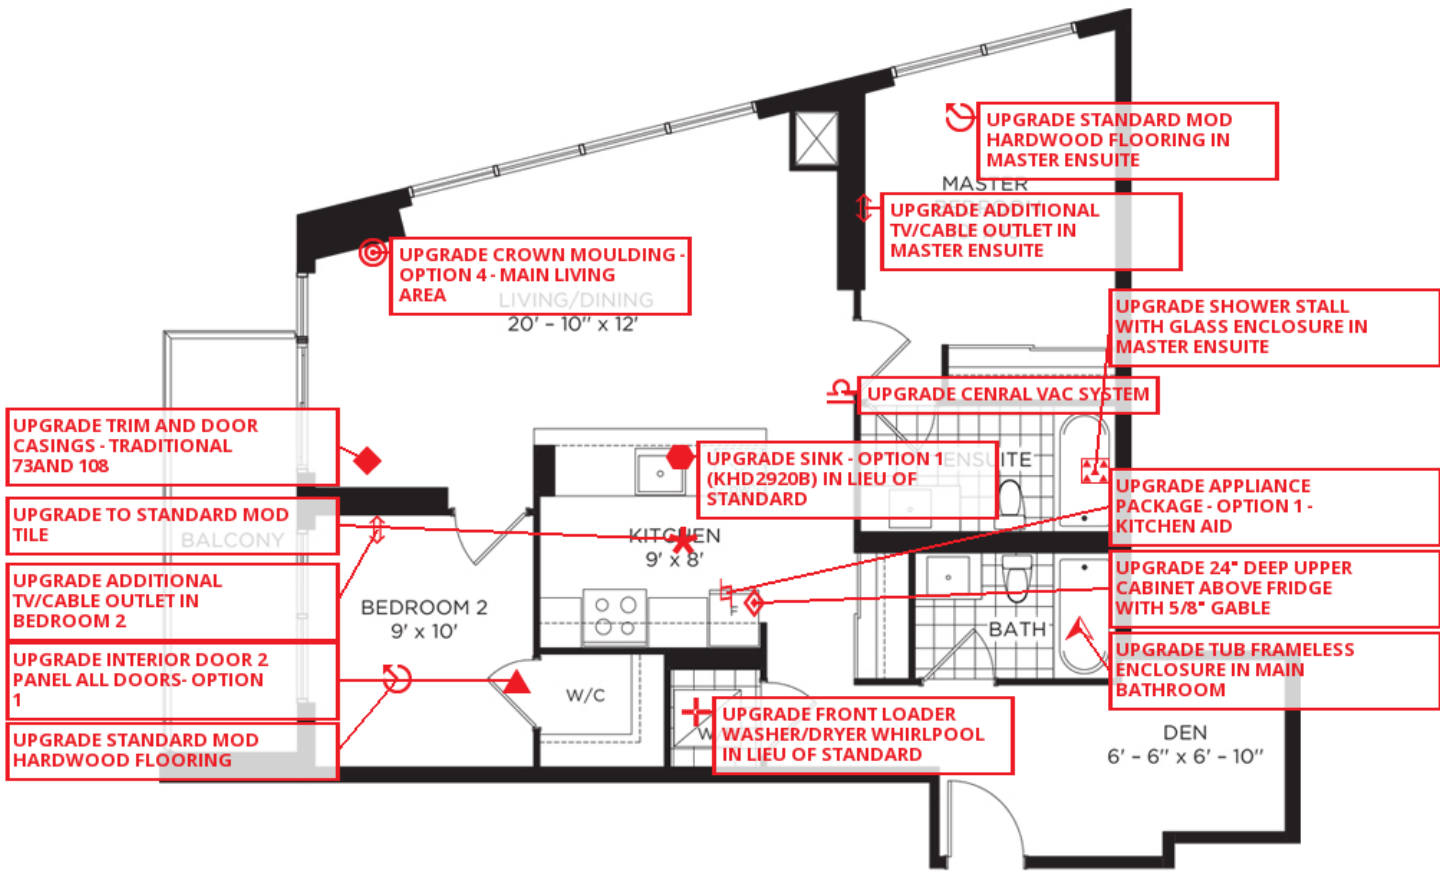 UPGRADE STANDARD MOD
HARDWOOD FLOORING IN
MASTER ENSUITE
MASTER
UPGRADE ADDITIONAL
TV/CABLE OUTLET IN
MASTER ENSUITE
UPGRADE CROWN MOULDING -
OPTION 4 - MAIN LIVING
AREA
LIVING/DINING
20' - 10" x 12'
UPGRADE SHOWER STALL
WITH GLASS ENCLOSURE IN
MASTER ENSUITE
UPGRADE CENRAL VAC SYSTEM
UPGRADE TRIM AND DOOR
CASINGS - TRADITIONAL
73AND 108
UPGRADE SINK - OPTION 1
(KHD2920B) IN LIEU OF
STANDARD
ENSUITE
UPGRADE APPLIANCE
PACKAGE - OPTION 1 -
KITCHEN AID
UPGRADE TO STANDARD MOD
TILE
BALCONY
KITCHEN
9' x 8'
UPGRADE 24" DEEP UPPER
CABINET ABOVE FRIDGE
WITH 5/8" GABLE
UPGRADE ADDITIONAL
TV/CABLE OUTLET IN
BEDROOM 2
BEDROOM 2
9' x 10'
F
BATH
UPGRADE TUB FRAMELESS
ENCLOSURE IN MAIN
BATHROOM
UPGRADE INTERIOR DOOR 2
PANEL ALL DOORS- OPTION
1
W/C
UPGRADE FRONT LOADER
WASHER/DRYER WHIRLPOOL
IN LIEU OF STANDARD
W
UPGRADE STANDARD MOD
HARDWOOD FLOORING
DEN
6' - 6" x 6' - 10"